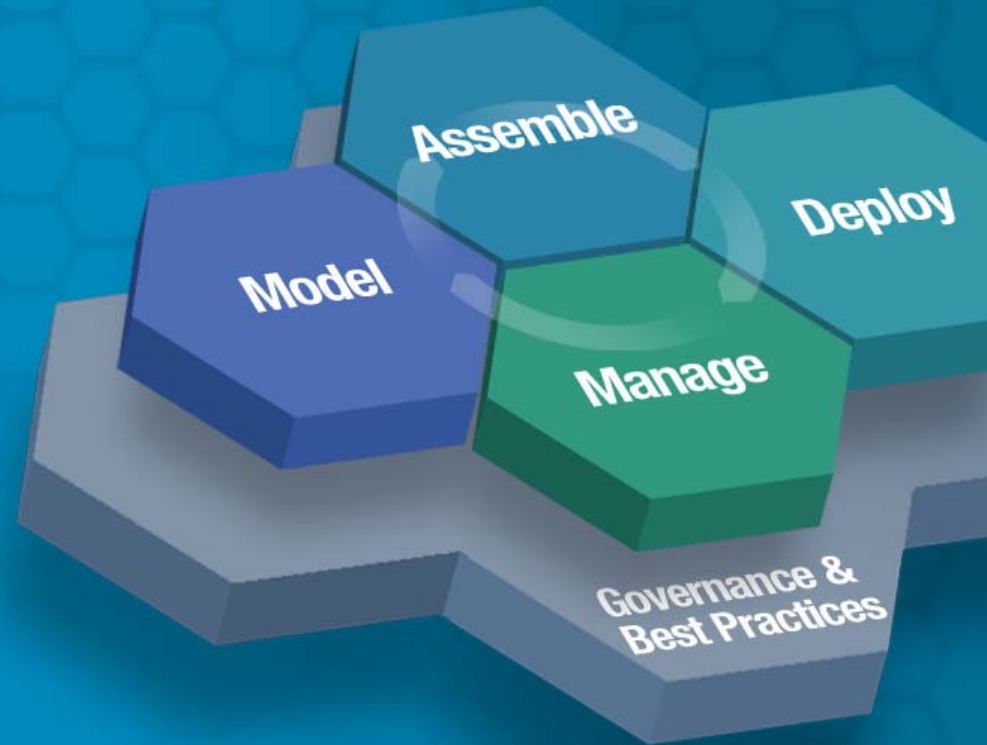 Assemble
Deploy
Model
Manage
Governance &
Best Practices